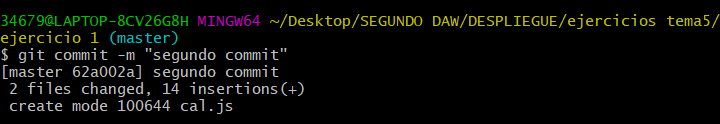 34679@LAPTOP-8CV26G8H MINGW64 ~/Desktop/SEGUNDO DAW/DESPLIEGUE/ejercicios tema5/
ejercicio 1 (master)
$ git commit -m "segundo commit"
[master 62a002a] segundo commit
 2 files changed, 14 insertions(+)
 create mode 100644 cal.js